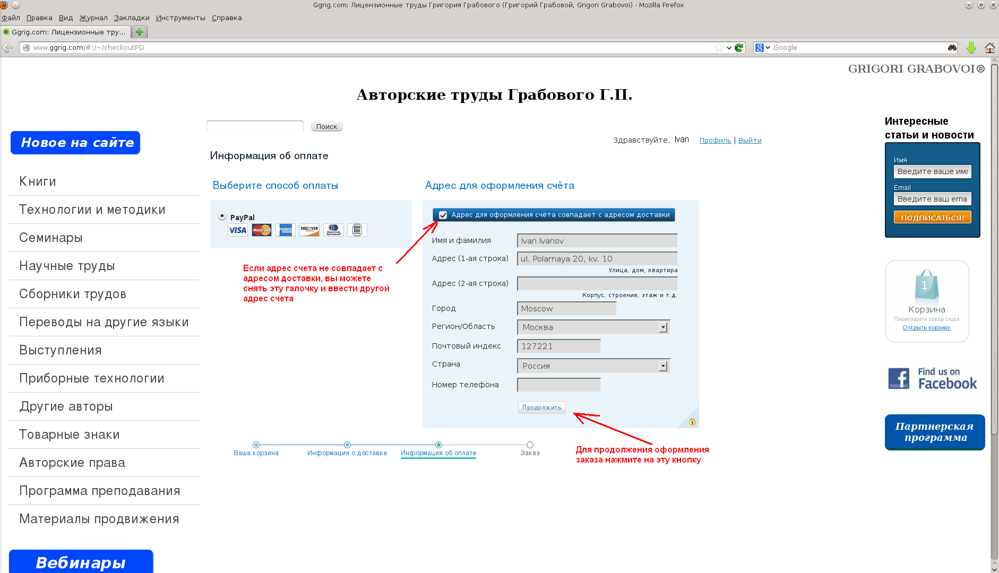 Ggrig.com: Лицензионные труды Григория Грабового (Григорий Грабовой, Grigori Grabovoi) - Mozilla Firefox
Файл Правка Вид Журнал Закладки Инструменты Справка
Ggrig.com: Лицензионные тру...
www.ggrig.com/#!/~/checkoutPD
Google
GRIGORI GRABOVOI®
Авторские труды Грабового Г.П.
Поиск
Здравствуйте, Ivan Профиль | Выйти
Новое на сайте
Книги
Технологии и методики
Семинары
Научные труды
Сборники трудов
Переводы на другие языки
Выступления
Приборные технологии
Другие авторы
Товарные знаки
Авторские права
Программа преподавания
Материалы продвижения
Вебинары
Информация об оплате
Выберите способ оплаты
PayPal
VISA MasterCard AMERICAN EXPRESS DISCOVER Diners Club International JCB
Если адрес счета не совпадает с
адресом доставки, вы можете
снять эту галочку и ввести другой
адрес счета
Адрес для оформления счёта
Адрес для оформления счёта совпадает с адресом доставки
Имя и фамилия Ivan Ivanov
Адрес (1-ая строка) ul. Polarnaya 20, kv. 10
Улица, дом, квартира
Адрес (2-ая строка)
Корпус, строение, этаж и т.д.
Город Moscow
Регион/Область Москва
Почтовый индекс 127221
Страна Россия
Номер телефона
Продолжить
Для продолжения оформления
заказа нажмите на эту кнопку
Ваша корзина Информация о доставке Информация об оплате Заказ
Интересные
статьи и новости
Имя
Введите ваше имя
Email
Введите ваш ema
ПОДПИСАТЬСЯ!
1
Корзина
Перетащите товар сюда
Открыть корзину
Find us on
Facebook
Партнерская
программа